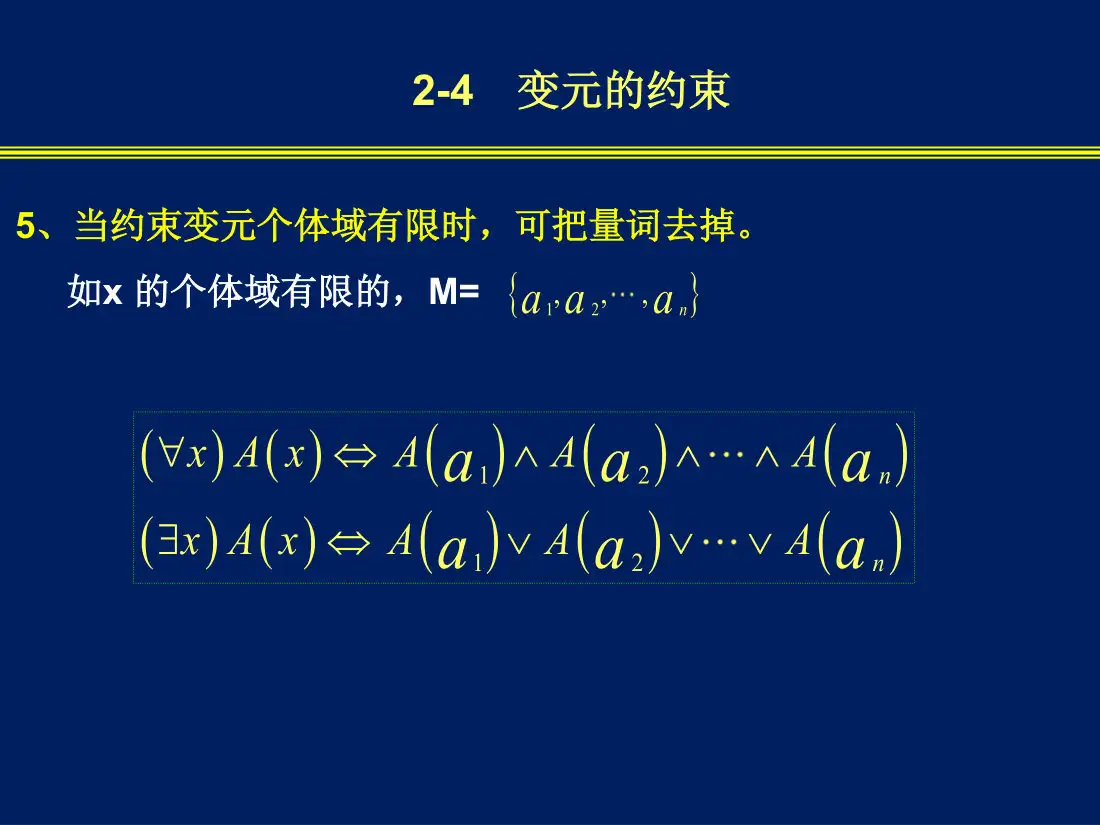 2-4 变元的约束
5、当约束变元个体域有限时，可把量词去掉。
如x 的个体域有限的，M= {a₁,a₂,⋯,aₙ}
(∀x)A(x)⇔A(a₁)∧A(a₂)∧⋯∧A(aₙ)
(∃x)A(x)⇔A(a₁)∨A(a₂)∨⋯∨A(aₙ)